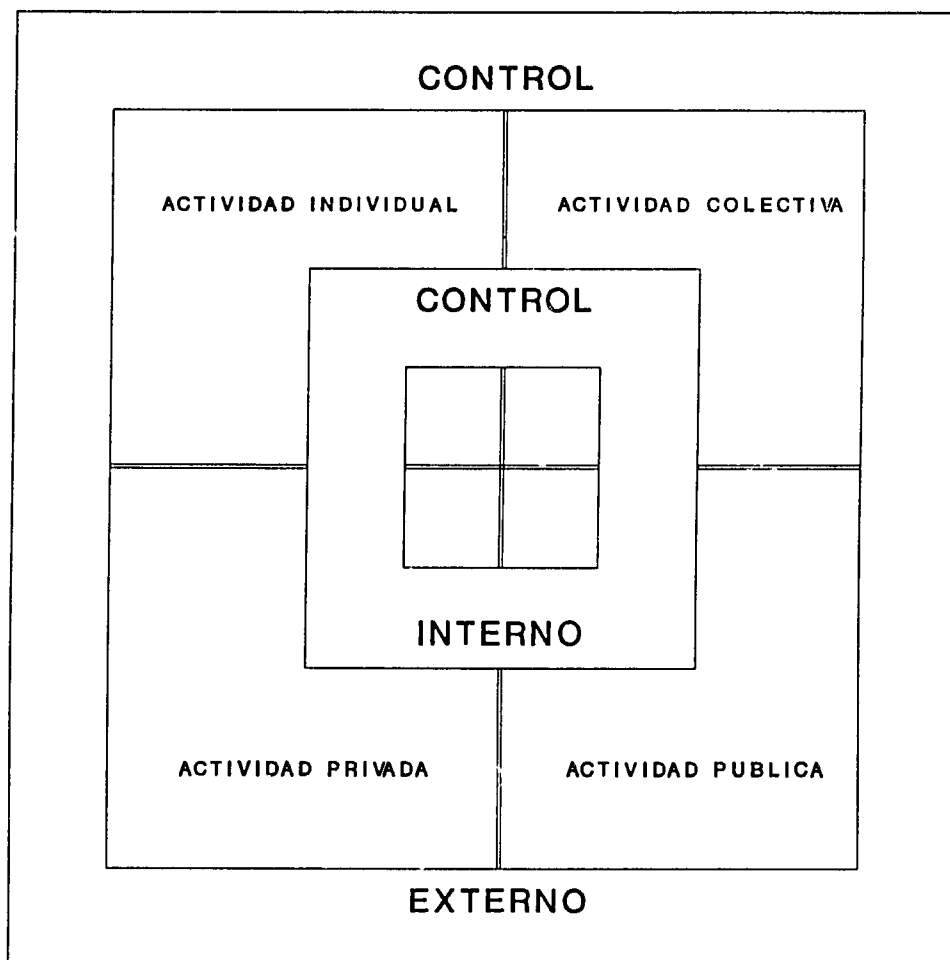 CONTROL
ACTIVIDAD INDIVIDUAL
ACTIVIDAD COLECTIVA
CONTROL
INTERNO
ACTIVIDAD PRIVADA
ACTIVIDAD PUBLICA
EXTERNO